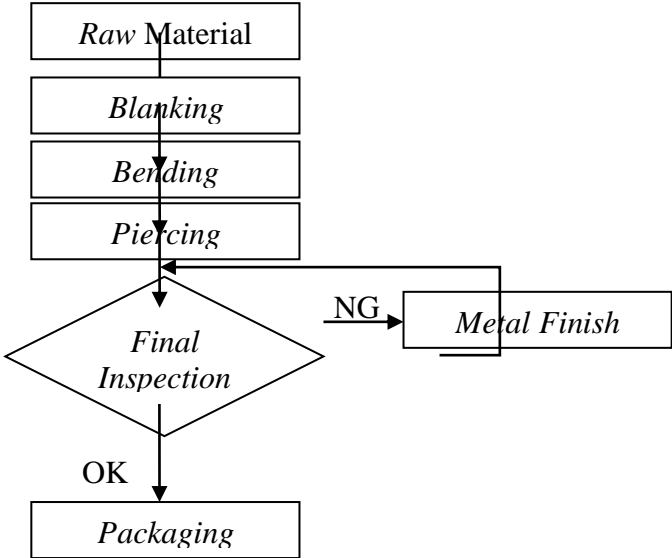 Raw Material
Blanking
Bending
Piercing
NG
Metal Finish
Final
Inspection
OK
Packaging